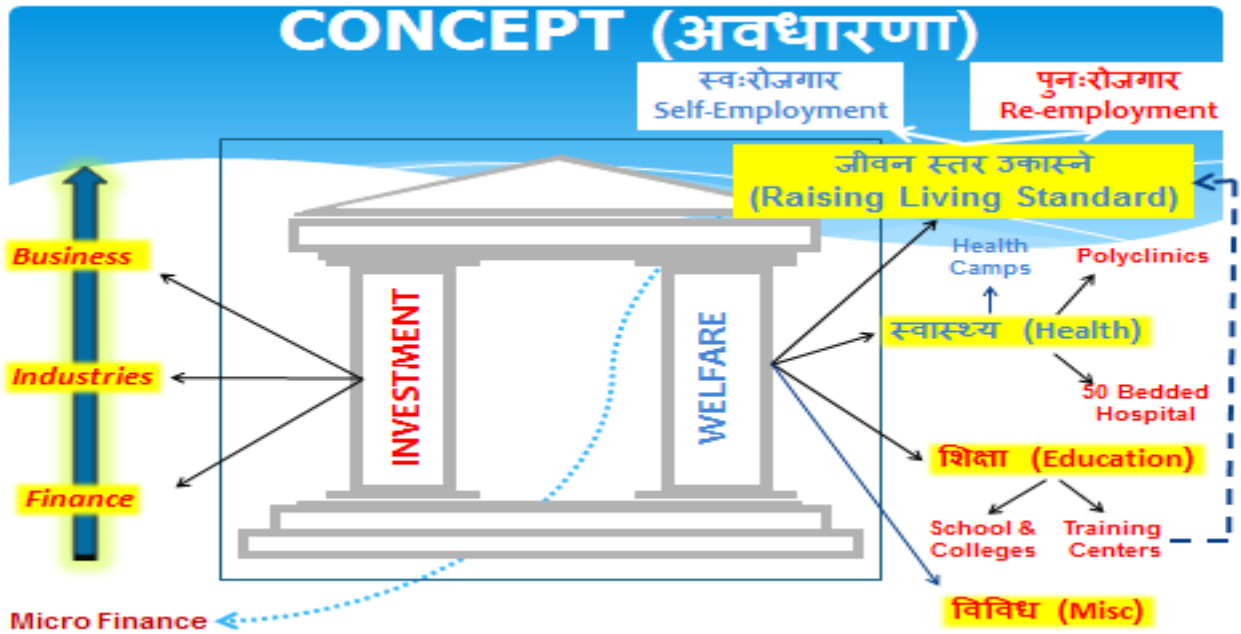 CONCEPT (अवधारणा)
स्वःरोजगार
Self-Employment
पुनःरोजगार
Re-employment
जीवन स्तर उकास्ने
(Raising Living Standard)
Business
Industries
Finance
Micro Finance
INVESTMENT
WELFARE
Health
Camps
Polyclinics
स्वास्थ्य (Health)
50 Bedded
Hospital
शिक्षा (Education)
School &
Colleges
Training
Centers
विविध (Misc)